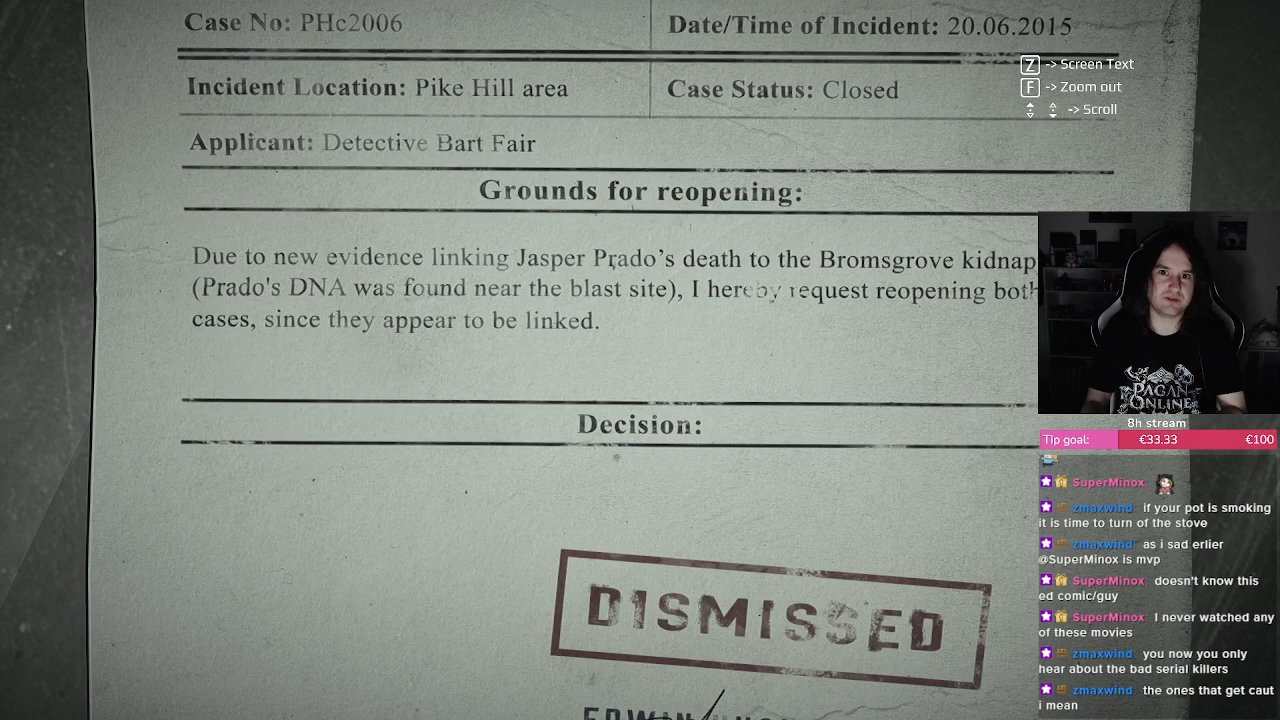 Case No: PHc2006
Date/Time of Incident: 20.06.2015
Z -> Screen Text
Incident Location: Pike Hill area
Case Status: Closed
F -> Zoom out
-> Scroll
Applicant: Detective Bart Fair
Grounds for reopening:
Due to new evidence linking Jasper Prado's death to the Bromsgrove kidnap
(Prado's DNA was found near the blast site), I hereby request reopening both
cases, since they appear to be linked.
Decision:
DISMISSED
EDWIN
PAGAN
ONLINE
8h stream
Tip goal: €33.33 €100
SuperMinox
zmaxwind if your pot is smoking
it is time to turn of the stove
zmaxwind as i sad erlier
@SuperMinox is mvp
SuperMinox doesn't know this
ed comic/guy
SuperMinox I never watched any
of these movies
zmaxwind you now you only
hear about the bad serial killers
zmaxwind the ones that get caut
i mean